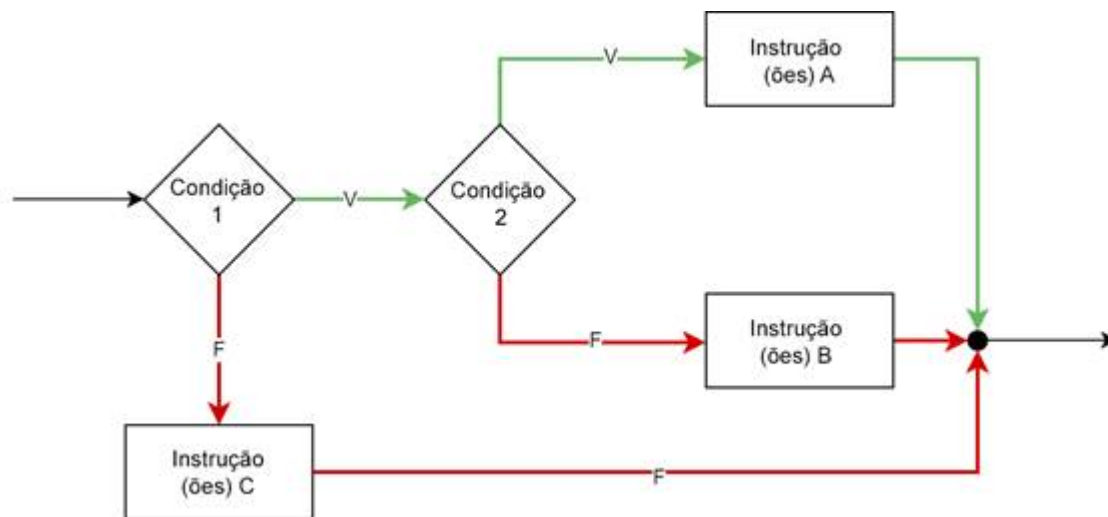 V
Instrução
(ões) A
Condição
1
V
Condição
2
F
F
Instrução
(ões) B
Instrução
(ões) C
F